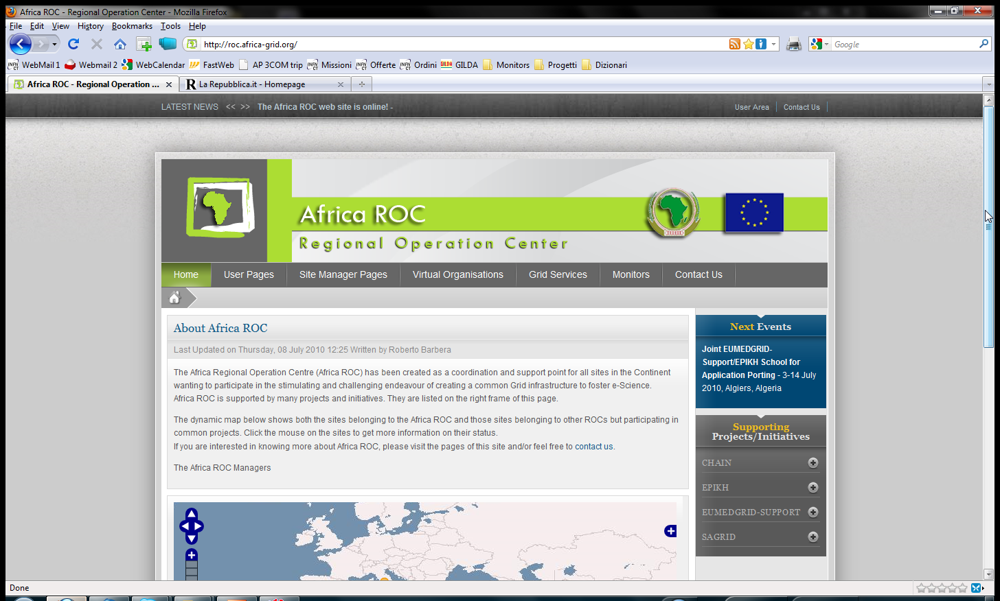 Africa ROC - Regional Operation Center - Mozilla Firefox
File Edit View History Bookmarks Tools Help
http://roc.africa-grid.org/
Google
WebMail 1 Webmail 2 WebCalendar FastWeb AP 3COM trip Missioni Offerte Ordini GILDA GILDA Monitors Progetti Dizionari
Africa ROC - Regional Operation ... R La Repubblica.it - Homepage
LATEST NEWS << >> The Africa ROC web site is online! -
User Area Contact Us
Africa ROC
Regional Operation Center
Home User Pages Site Manager Pages Virtual Organisations Grid Services Monitors Contact Us
About Africa ROC
Last Updated on Thursday, 08 July 2010 12:25 Written by Roberto Barbera
The Africa Regional Operation Centre (Africa ROC) has been created as a coordination and support point for all sites in the Continent
wanting to participate in the stimulating and challenging endeavour of creating a common Grid infrastructure to foster e-Science.
Africa ROC is supported by many projects and initiatives. They are listed on the right frame of this page.
The dynamic map below shows both the sites belonging to the Africa ROC and those sites belonging to other ROCs but participating in
common projects. Click the mouse on the sites to get more information on their status.
If you are interested in knowing more about Africa ROC, please visit the pages of this site and/or feel free to contact us.
The Africa ROC Managers
Next Events
Joint EUMEDGRID-
Support/EPIKH School for
Application Porting - 3-14 July
2010, Algiers, Algeria
Supporting
Projects/Initiatives
CHAIN
EPIKH
EUMEDGRID-SUPPORT
SAGRID
Done